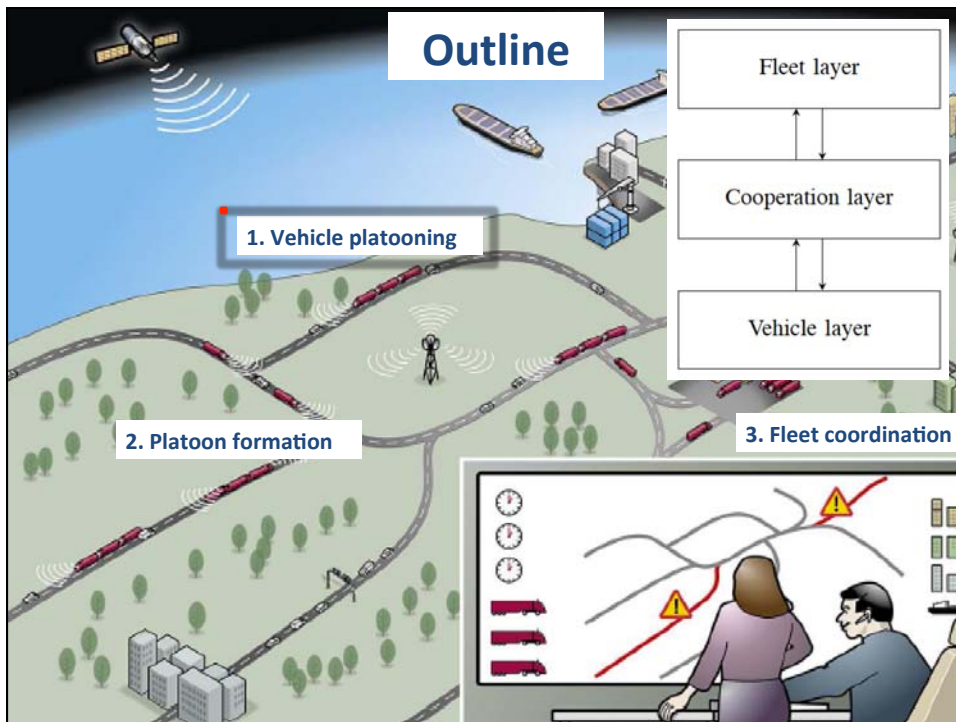 Outline
Fleet layer
Cooperation layer
Vehicle layer
1. Vehicle platooning
2. Platoon formation
3. Fleet coordination
!
!